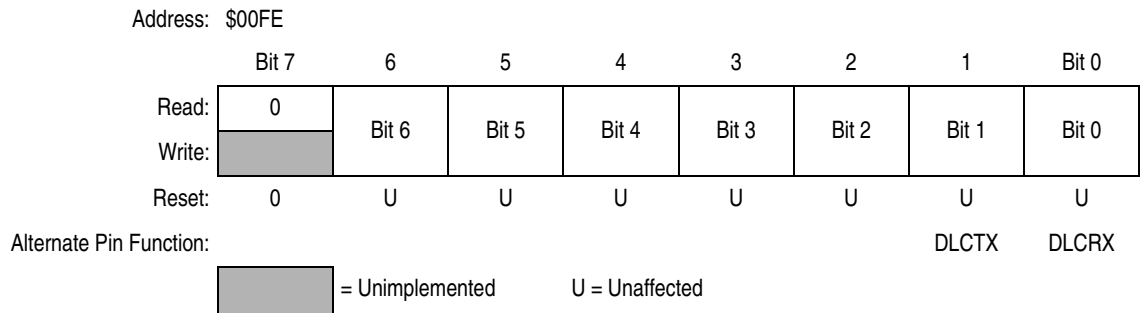 Address: $00FE
Bit 7 6 5 4 3 2 1 Bit 0
Read: 0 Bit 6 Bit 5 Bit 4 Bit 3 Bit 2 Bit 1 Bit 0
Write:
Reset: 0 U U U U U U U
Alternate Pin Function: DLCTX DLCRX
= Unimplemented U = Unaffected